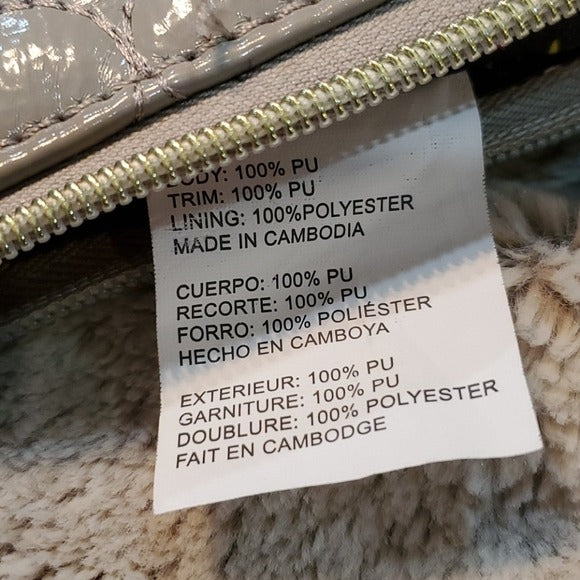 BODY: 100% PU
TRIM: 100% PU
LINING: 100%POLYESTER
MADE IN CAMBODIA
CUERPO: 100% PU
RECORTE: 100% PU
FORRO: 100% POLIÉSTER
HECHO EN CAMBOYA
EXTERIEUR: 100% PU
GARNITURE: 100% PU
DOUBLURE: 100% POLYESTER
FAIT EN CAMBODGE